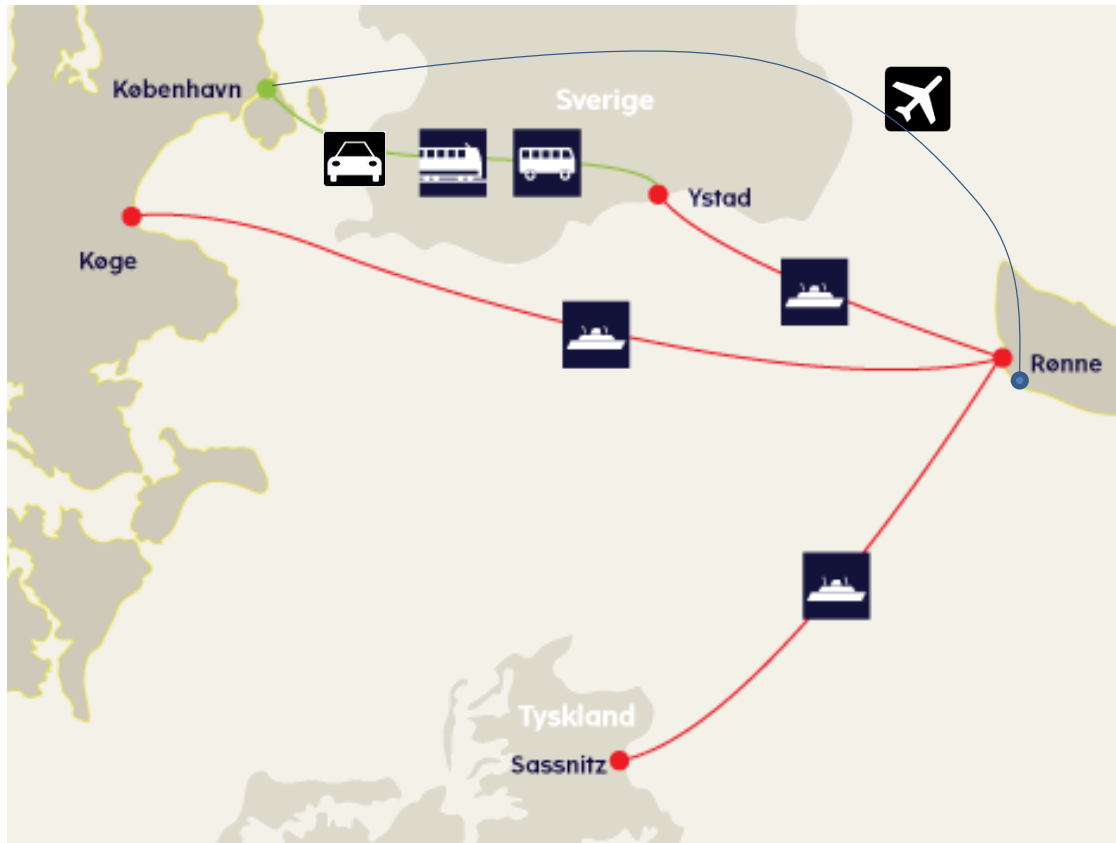 København
Sverige
Ystad
Køge
Rønne
Tyskland
Sassnitz